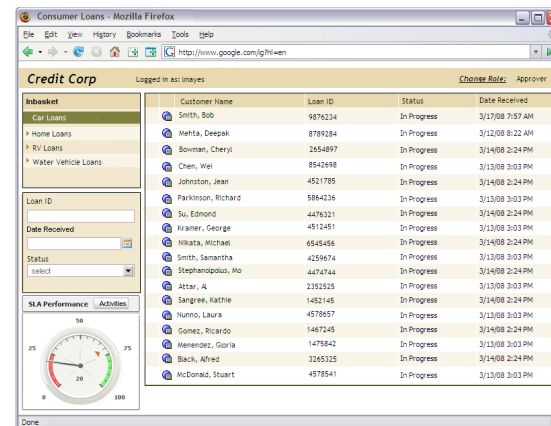 Consumer Loans - Mozilla Firefox
File Edit View History Bookmarks Tools Help
http://www.google.com/ig?hl=en
Credit Corp Logged in as: lmayes Change Role: Approver
Inbasket
Car Loans
Home Loans
RV Loans
Water Vehicle Loans
Loan ID
Date Received
Status
select
SLA Performance Activities
50
25 75
20
0 100
Customer Name Loan ID Status Date Received
Smith, Bob 9876234 In Progress 3/17/08 7:57 AM
Mehta, Deepak 8789284 In Progress 3/12/08 8:22 AM
Bowman, Cheryl 2654897 In Progress 3/14/08 2:24 PM
Chen, Wei 8542698 In Progress 3/13/08 3:03 PM
Johnston, Jean 4521785 In Progress 3/14/08 2:24 PM
Parkinson, Richard 5864236 In Progress 3/13/08 3:03 PM
Su, Edmond 4476321 In Progress 3/14/08 2:24 PM
Kramer, George 4512451 In Progress 3/13/08 3:03 PM
Nikata, Michael 6545456 In Progress 3/14/08 2:24 PM
Smith, Samantha 4259674 In Progress 3/13/08 3:03 PM
Stephanolpolus, Mo 4474744 In Progress 3/14/08 2:24 PM
Attar, Al 2352525 In Progress 3/13/08 3:03 PM
Sangree, Kathie 1452145 In Progress 3/14/08 2:24 PM
Nunno, Laura 4578657 In Progress 3/13/08 3:03 PM
Gomez, Ricardo 1467245 In Progress 3/14/08 2:24 PM
Menendez, Gloria 1475842 In Progress 3/13/08 3:03 PM
Black, Alfred 3265325 In Progress 3/14/08 2:24 PM
McDonald, Stuart 4578541 In Progress 3/13/08 3:03 PM
Done